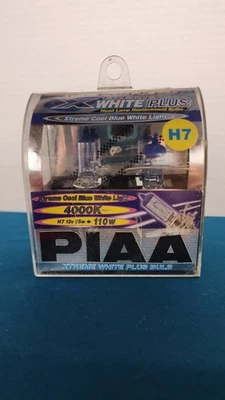 WHITE PLUS
Head Lamp Replacement Bulbs
Xtreme Cool Blue White Light
H7
Xtreme Cool Blue White Light
4000K
H7 12v 55w = 110W
PIAA
XTREME WHITE PLUS BULB